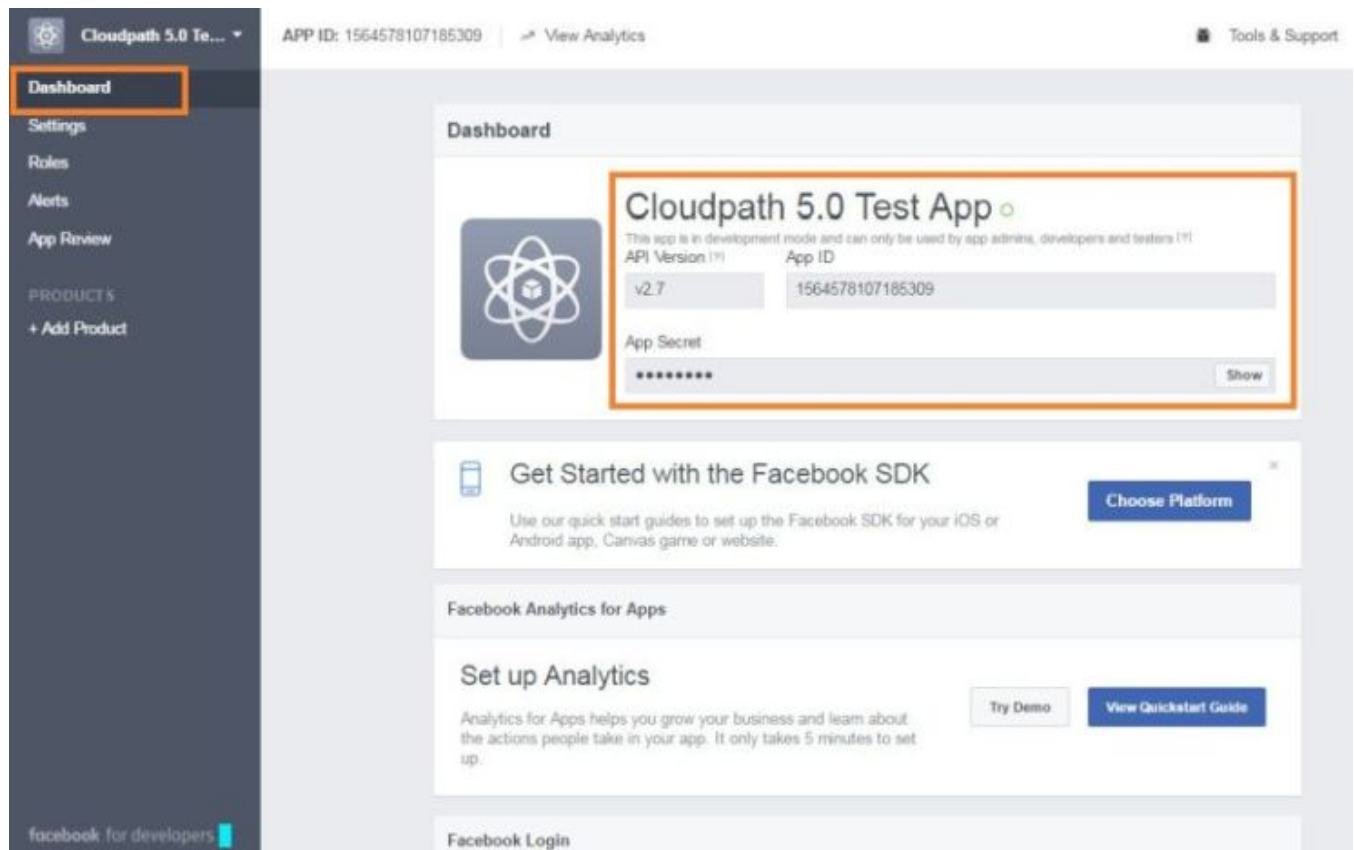 Cloudpath 5.0 Te...
APP ID: 1564578107185309
View Analytics
Tools & Support
Dashboard
Settings
Roles
Alerts
App Review
PRODUCTS
+ Add Product
facebook for developers
Dashboard
Cloudpath 5.0 Test App
This app is in development mode and can only be used by app admins, developers and testers [?]
API Version [?]
App ID
v2.7
1564578107185309
App Secret
••••••••
Show
Get Started with the Facebook SDK
Use our quick start guides to set up the Facebook SDK for your iOS or
Android app, Canvas game or website.
Choose Platform
Facebook Analytics for Apps
Set up Analytics
Analytics for Apps helps you grow your business and learn about
the actions people take in your app. It only takes 5 minutes to set
up.
Try Demo
View Quickstart Guide
Facebook Login